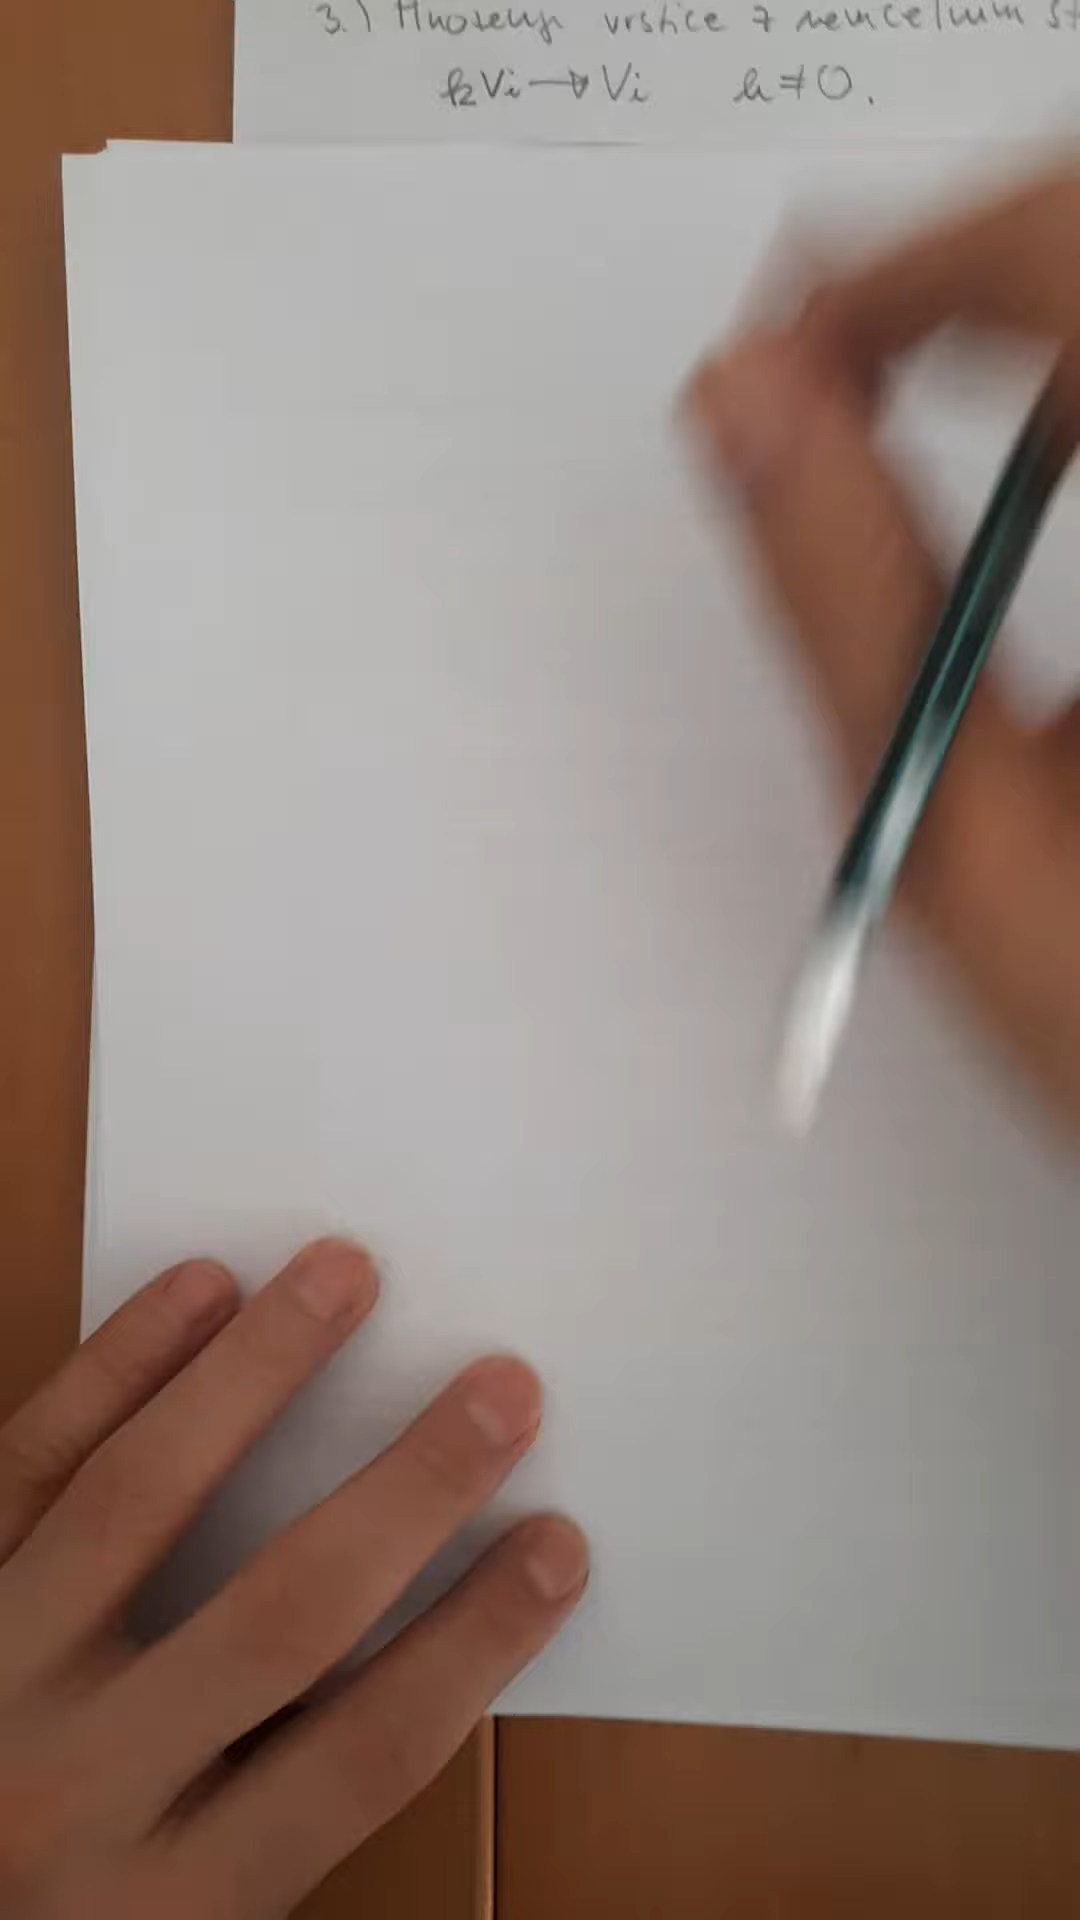 3.) Množenje vrstice z neničelnim
kVi → Vi k ≠ 0.